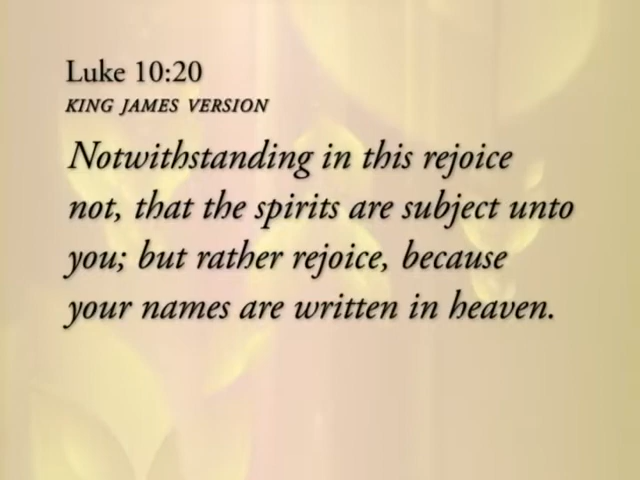 Luke 10:20
KING JAMES VERSION
Notwithstanding in this rejoice
not, that the spirits are subject unto
you; but rather rejoice, because
your names are written in heaven.